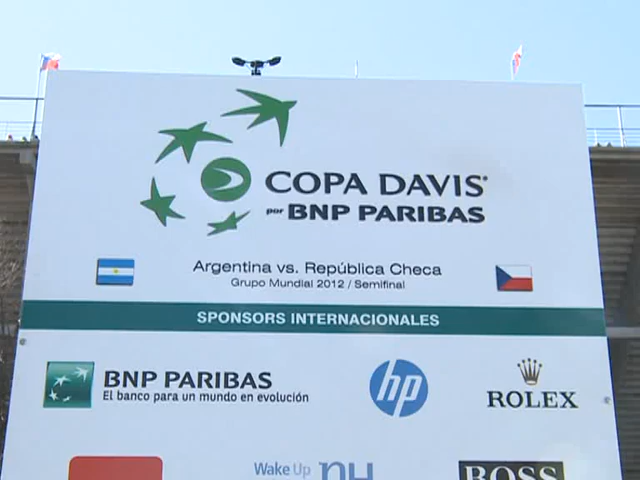 COPA DAVIS
por BNP PARIBAS
Argentina vs. República Checa
Grupo Mundial 2012 / Semifinal
SPONSORS INTERNACIONALES
BNP PARIBAS
El banco para un mundo en evolución
hp
ROLEX
Wake Up
nH
BOSS